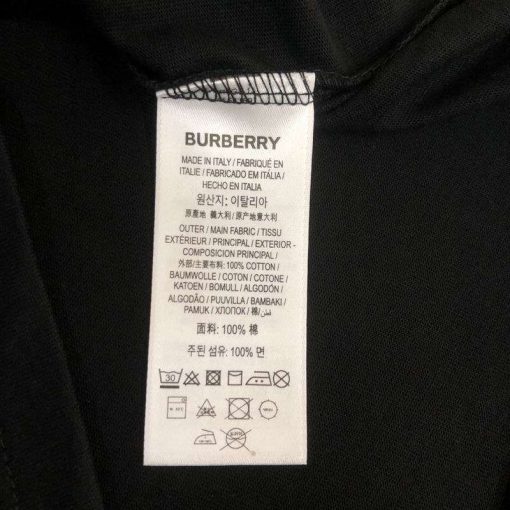 BURBERRY
MADE IN ITALY / FABRIQUÉ EN
ITALIE / FABRICADO EM ITÁLIA /
HECHO EN ITALIA
원산지: 이탈리아
原產地 義大利 / 原产地意大利
OUTER / MAIN FABRIC / TISSU
EXTÉRIEUR / PRINCIPAL / EXTERIOR -
COMPOSICION PRINCIPAL /
外部/主要布料: 100% COTTON /
BAUMWOLLE / COTON / COTONE /
KATOEN / BOMULL / ALGODÓN /
ALGODÃO / PUUVILLA / BAMBAKI /
PAMUK / ХЛОПОК / 棉/قطن
面料: 100% 棉
주된 섬유: 100% 면
30